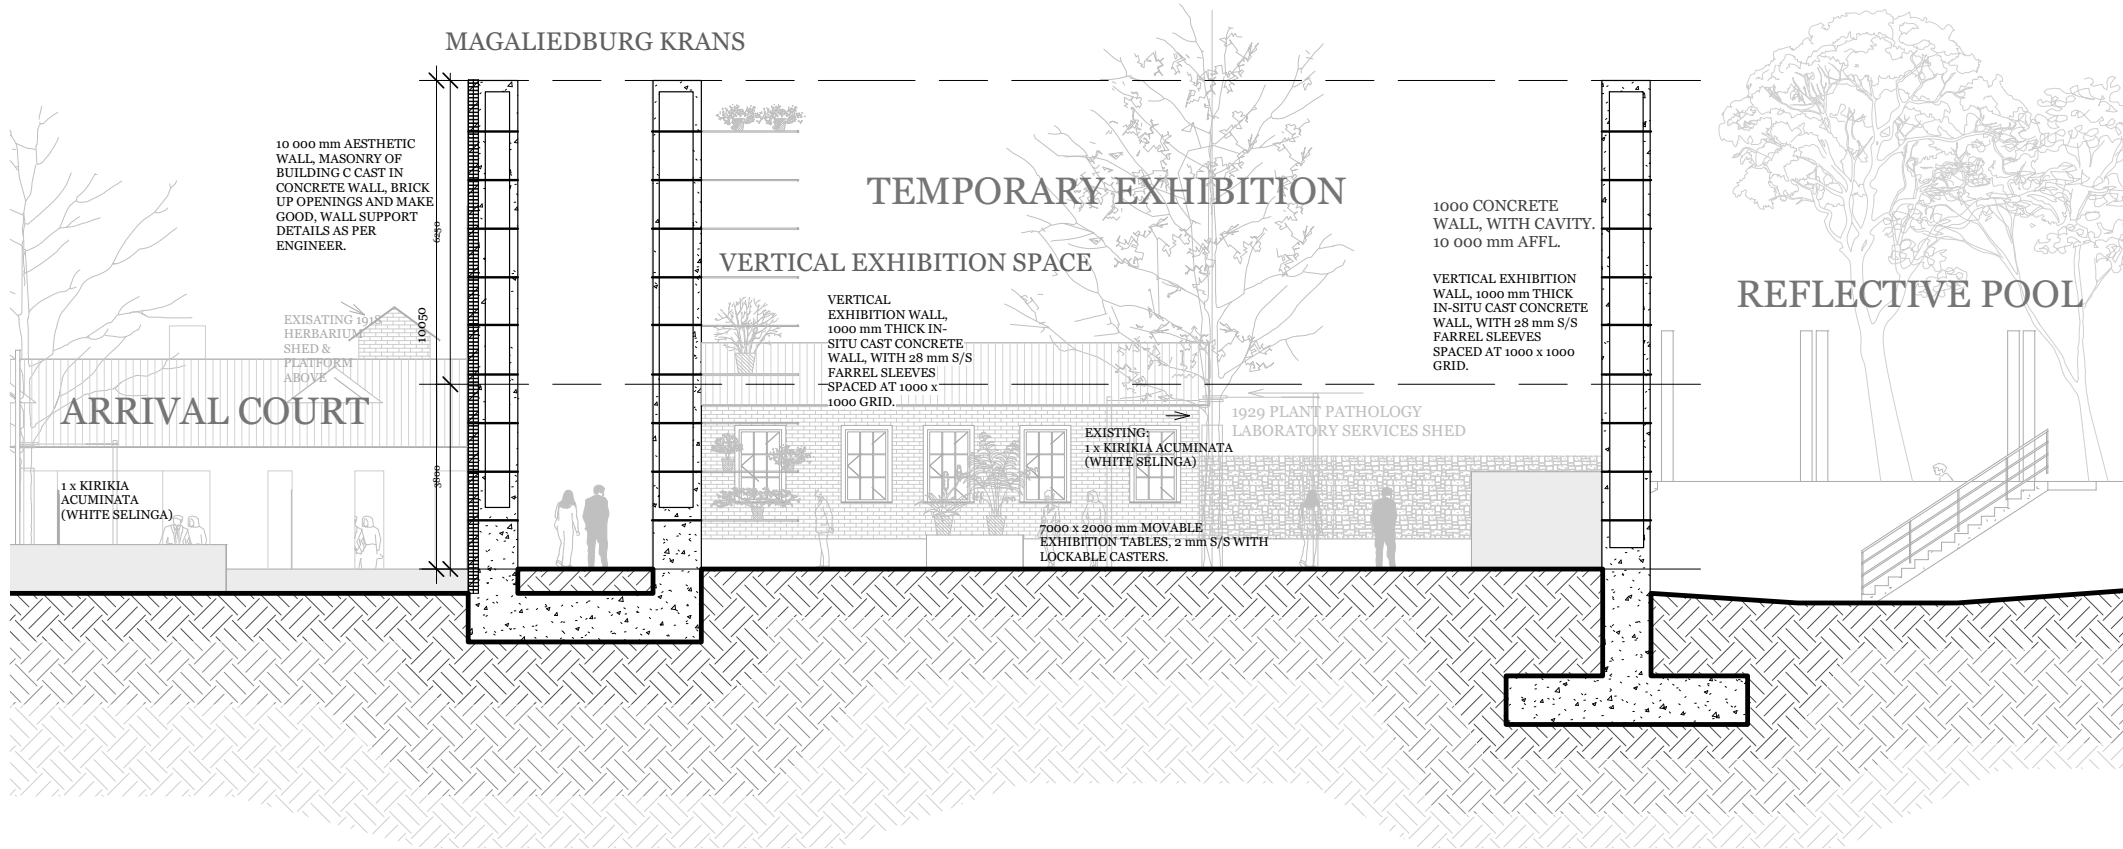 MAGALIEDBURG KRANS
10 000 mm AESTHETIC
WALL, MASONRY OF
BUILDING C CAST IN
CONCRETE WALL, BRICK
UP OPENINGS AND MAKE
GOOD, WALL SUPPORT
DETAILS AS PER
ENGINEER.
6250
10050
3800
EXISATING 1918
HERBARIUM
SHED &
PLATFORM
ABOVE
ARRIVAL COURT
1 x KIRIKIA
ACUMINATA
(WHITE SELINGA)
TEMPORARY EXHIBITION
VERTICAL EXHIBITION SPACE
VERTICAL
EXHIBITION WALL,
1000 mm THICK IN-
SITU CAST CONCRETE
WALL, WITH 28 mm S/S
FARREL SLEEVES
SPACED AT 1000 x
1000 GRID.
EXISTING:
1 x KIRIKIA ACUMINATA
(WHITE SELINGA)
1929 PLANT PATHOLOGY
LABORATORY SERVICES SHED
7000 x 2000 mm MOVABLE
EXHIBITION TABLES, 2 mm S/S WITH
LOCKABLE CASTERS.
1000 CONCRETE
WALL, WITH CAVITY.
10 000 mm AFFL.
VERTICAL EXHIBITION
WALL, 1000 mm THICK
IN-SITU CAST CONCRETE
WALL, WITH 28 mm S/S
FARREL SLEEVES
SPACED AT 1000 x 1000
GRID.
REFLECTIVE POOL